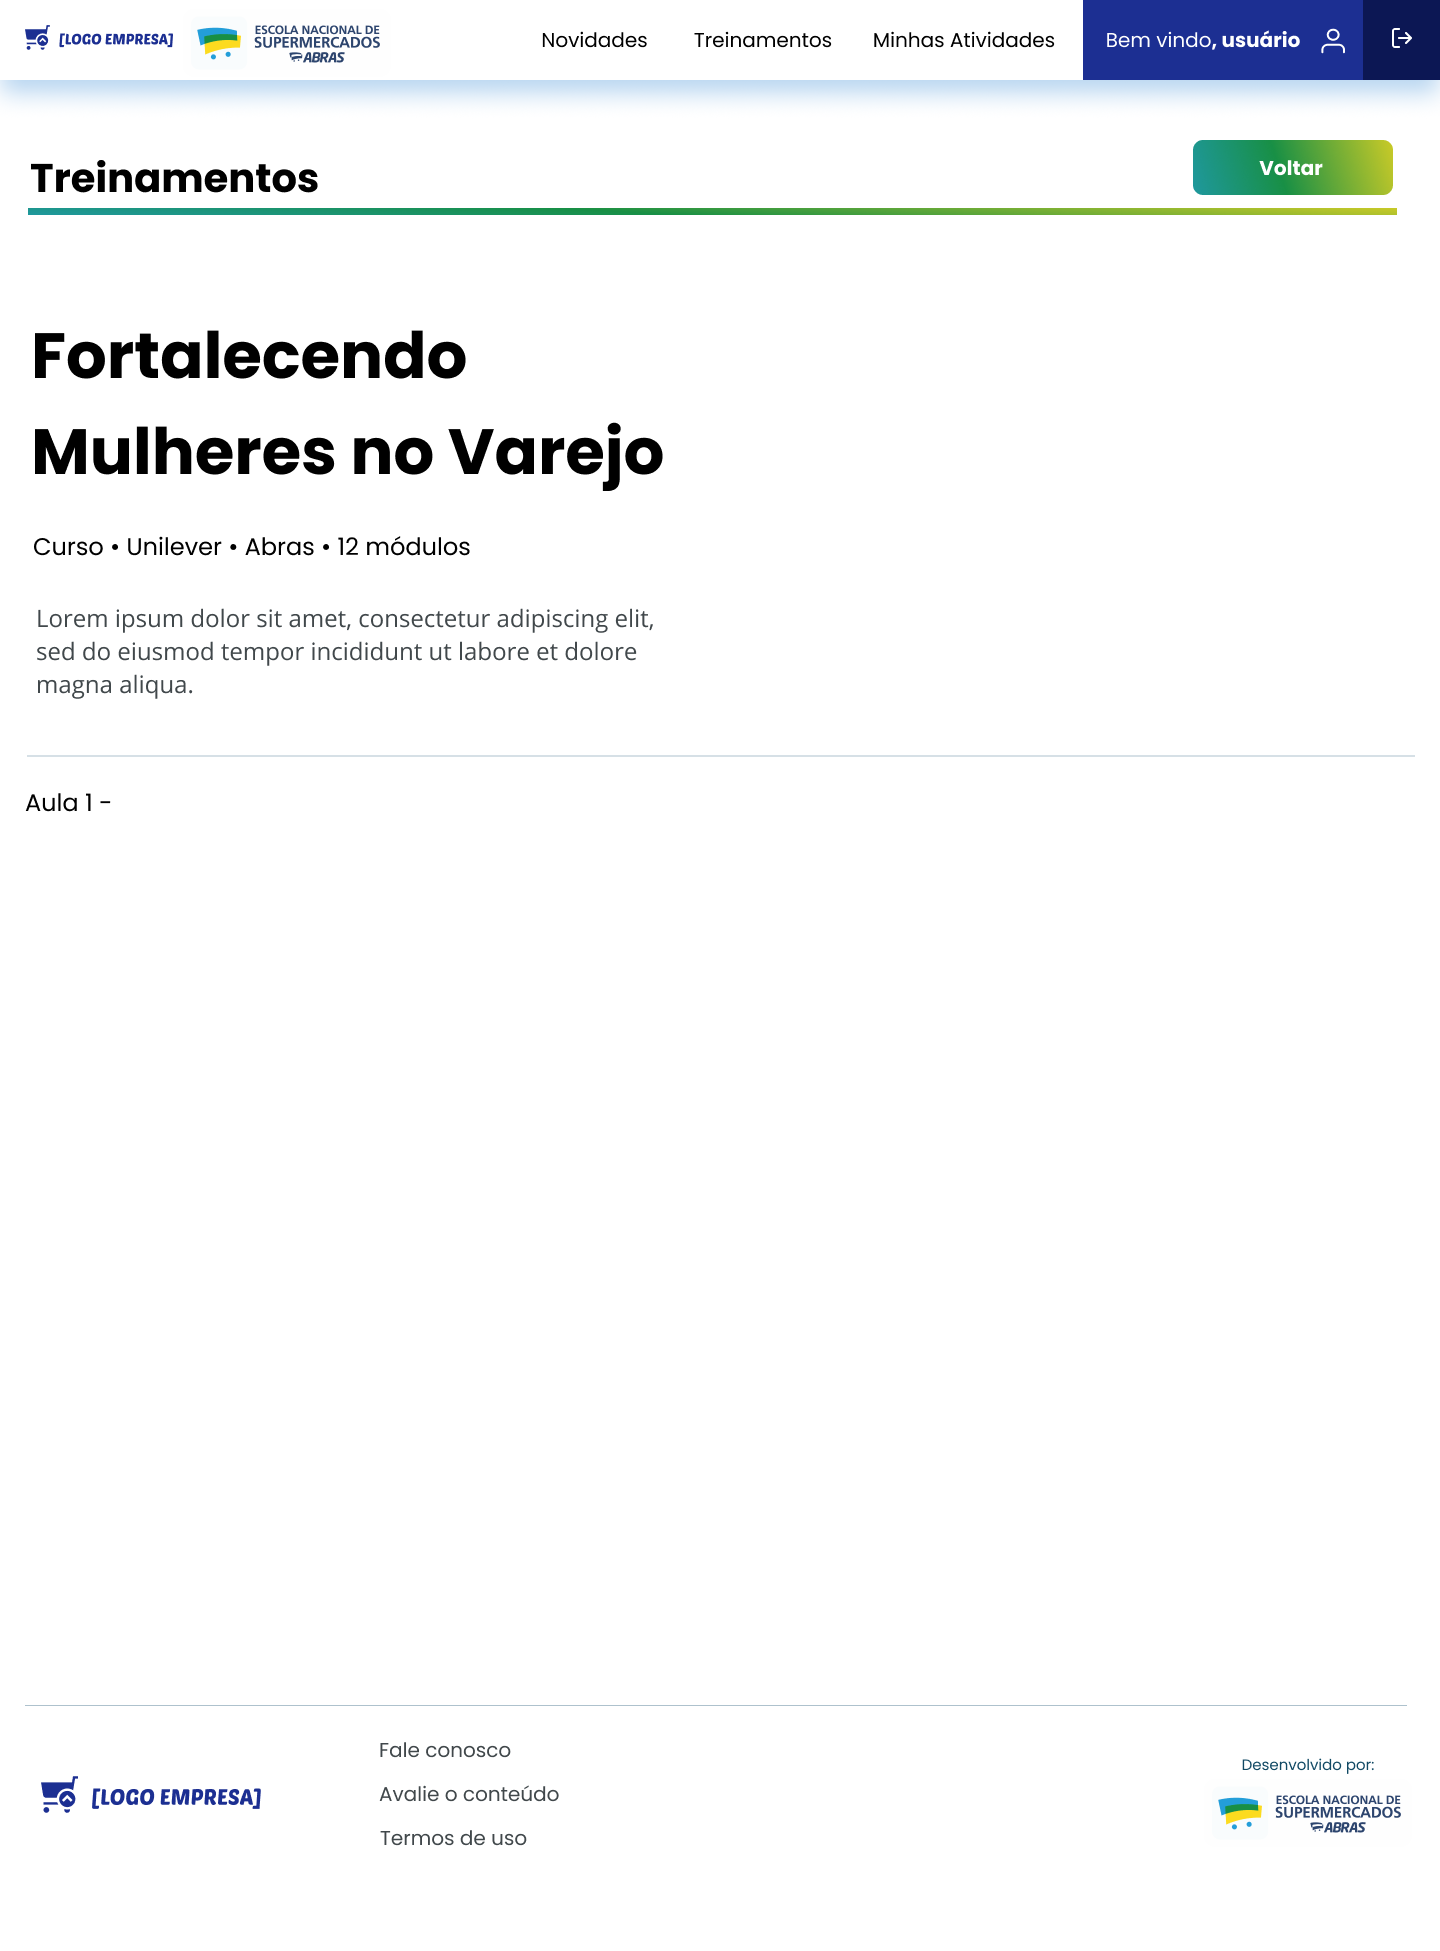 [LOGO EMPRESA]
ESCOLA NACIONAL DE
SUPERMERCADOS
ABRAS
Novidades
Treinamentos
Minhas Atividades
Bem vindo, usuário
Treinamentos
Voltar
Fortalecendo
Mulheres no Varejo
Curso • Unilever • Abras • 12 módulos
Lorem ipsum dolor sit amet, consectetur adipiscing elit,
sed do eiusmod tempor incididunt ut labore et dolore
magna aliqua.
Aula 1 -
[LOGO EMPRESA]
Fale conosco
Avalie o conteúdo
Termos de uso
Desenvolvido por:
ESCOLA NACIONAL DE
SUPERMERCADOS
ABRAS